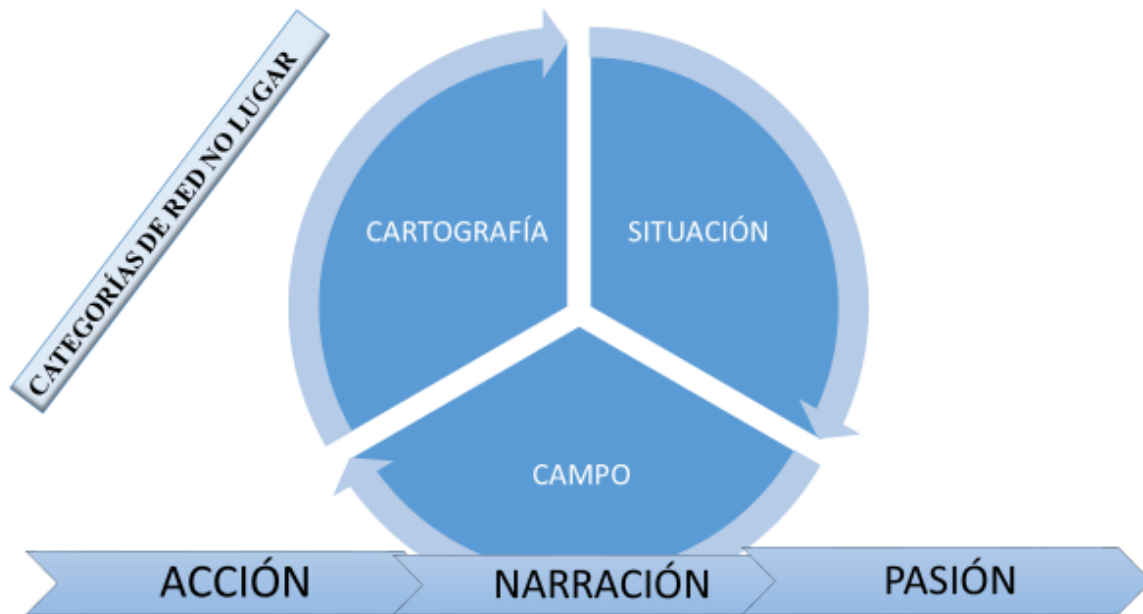 CATEGORÍAS DE RED NO LUGAR
CARTOGRAFÍA
SITUACIÓN
CAMPO
ACCIÓN
NARRACIÓN
PASIÓN